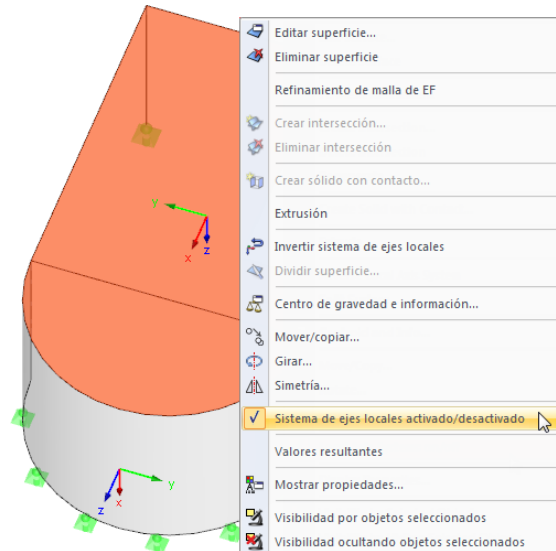 Editar superficie...
Eliminar superficie
Refinamiento de malla de EF
Crear intersección...
Eliminar intersección
Crear sólido con contacto...
Extrusión
Invertir sistema de ejes locales
Dividir superficie...
Centro de gravedad e información...
Mover/copiar...
Girar...
Simetría...
Sistema de ejes locales activado/desactivado
Valores resultantes
Mostrar propiedades...
Visibilidad por objetos seleccionados
Visibilidad ocultando objetos seleccionados
Y
X
Z
z
x
y